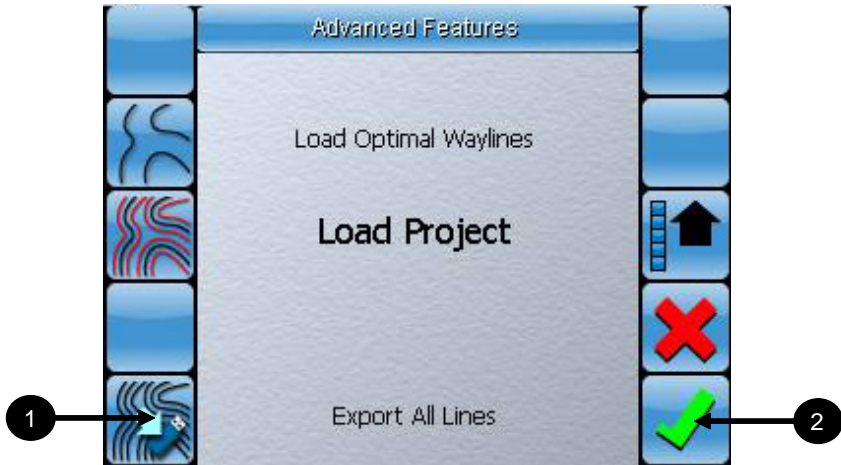 Advanced Features
Load Optimal Waylines
Load Project
1
Export All Lines
2